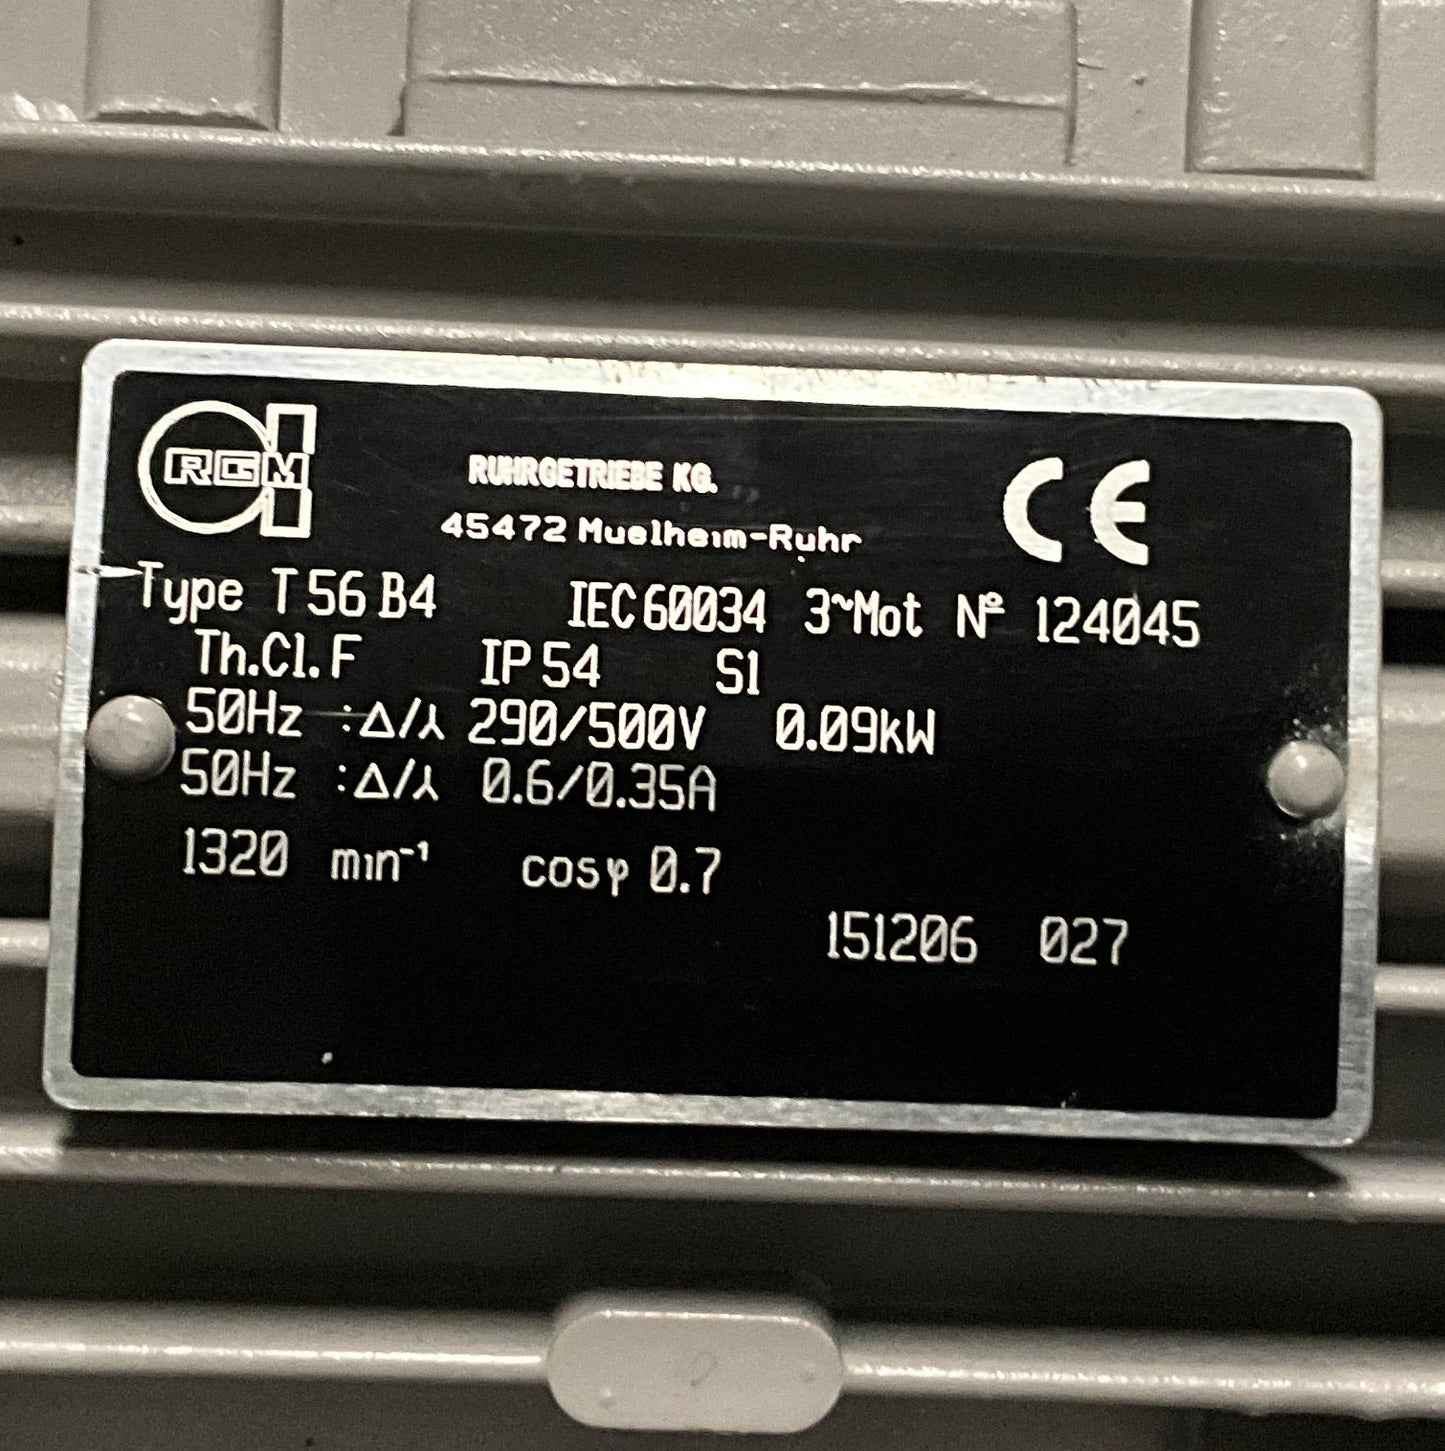 RGM
RUHRGETRIEBE KG.
45472 Muelheim-Ruhr
CE
Type T 56 B4 IEC 60034 3~Mot Nº 124045
Th.Cl. F IP 54 S1
50Hz :Δ/⅄ 290/500V 0.09kW
50Hz :Δ/⅄ 0.6/0.35A
1320 min⁻¹ cosφ 0.7
151206 027